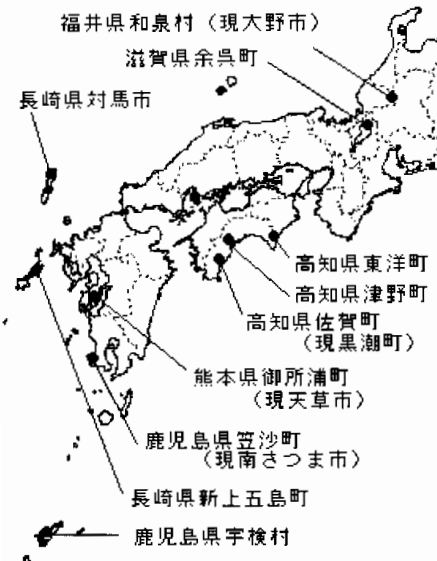 福井県和泉村（現大野市）
滋賀県余呉町
長崎県対馬市
高知県東洋町
高知県津野町
高知県佐賀町
（現黒潮町）
熊本県御所浦町
（現天草市）
鹿児島県笠沙町
（現南さつま市）
長崎県新上五島町
鹿児島県宇検村